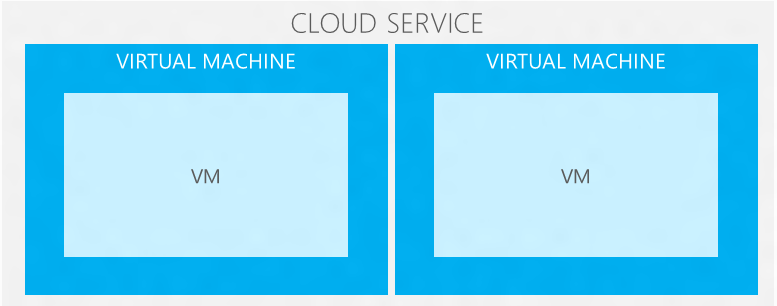 CLOUD SERVICE
VIRTUAL MACHINE
VM
VIRTUAL MACHINE
VM